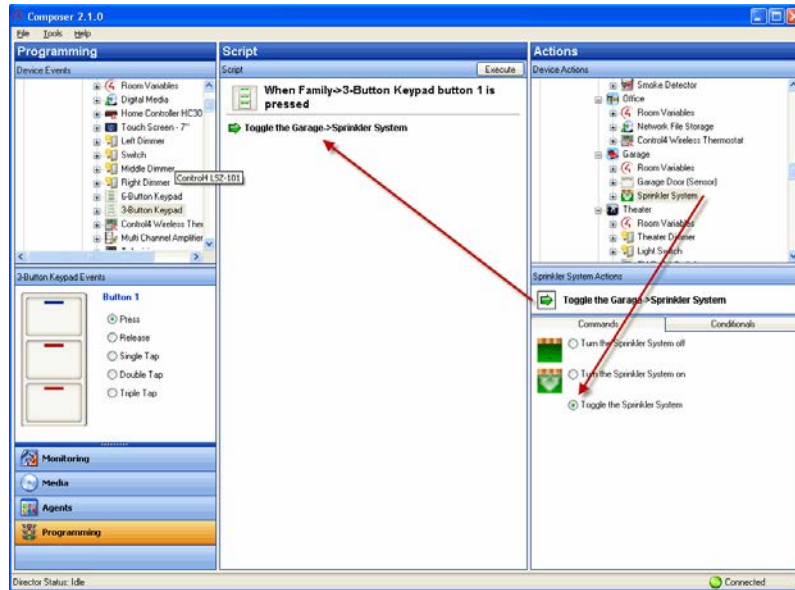 Composer 2.1.0
File Tools Help
Programming
Device Events
Room Variables
Digital Media
Home Controller HC30
Touch Screen - 7"
Left Dimmer
Switch
Middle Dimmer
Right Dimmer
Control4 LSZ-101
6-Button Keypad
3-Button Keypad
Control4 Wireless Ther
Multi Channel Amplifier
3-Button Keypad Events
Button 1
Press
Release
Single Tap
Double Tap
Triple Tap
Monitoring
Media
Agents
Programming
Director Status: Idle
Script
Script
Execute
When Family->3-Button Keypad button 1 is
pressed
Toggle the Garage->Sprinkler System
Actions
Device Actions
Smoke Detector
Office
Room Variables
Network File Storage
Control4 Wireless Thermostat
Garage
Room Variables
Garage Door (Sensor)
Sprinkler System
Theater
Room Variables
Theater Dimmer
Light Switch
Sprinkler System Actions
Toggle the Garage->Sprinkler System
Commands
Conditionals
Turn the Sprinkler System off
Turn the Sprinkler System on
Toggle the Sprinkler System
Connected